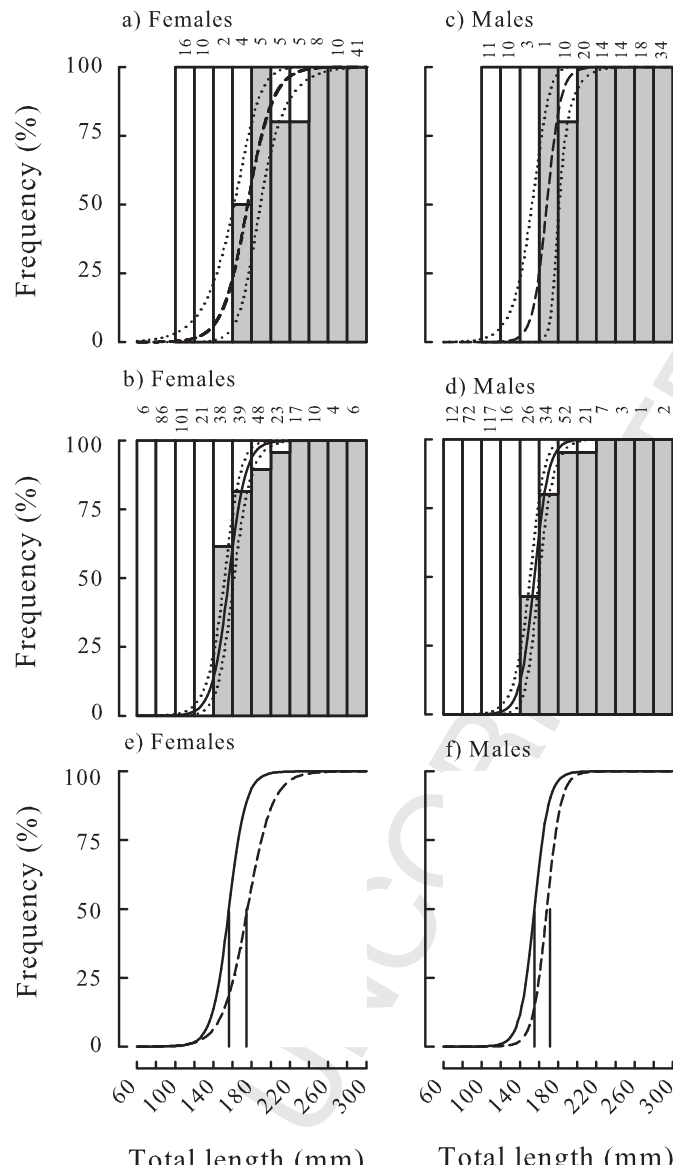 a) Females
16 10 2 4 5 5 5 8 10 41
100
75
50
25
0
Frequency (%)
c) Males
11 10 3 1 10 20 14 14 18 34
b) Females
6 86 101 21 38 39 48 23 17 10 4 6
100
75
50
25
0
Frequency (%)
d) Males
12 72 117 16 26 34 52 21 7 3 1 2
e) Females
100
75
50
25
0
Frequency (%)
f) Males
60 100 140 180 220 260 300
60 100 140 180 220 260 300
Total length (mm)
Total length (mm)